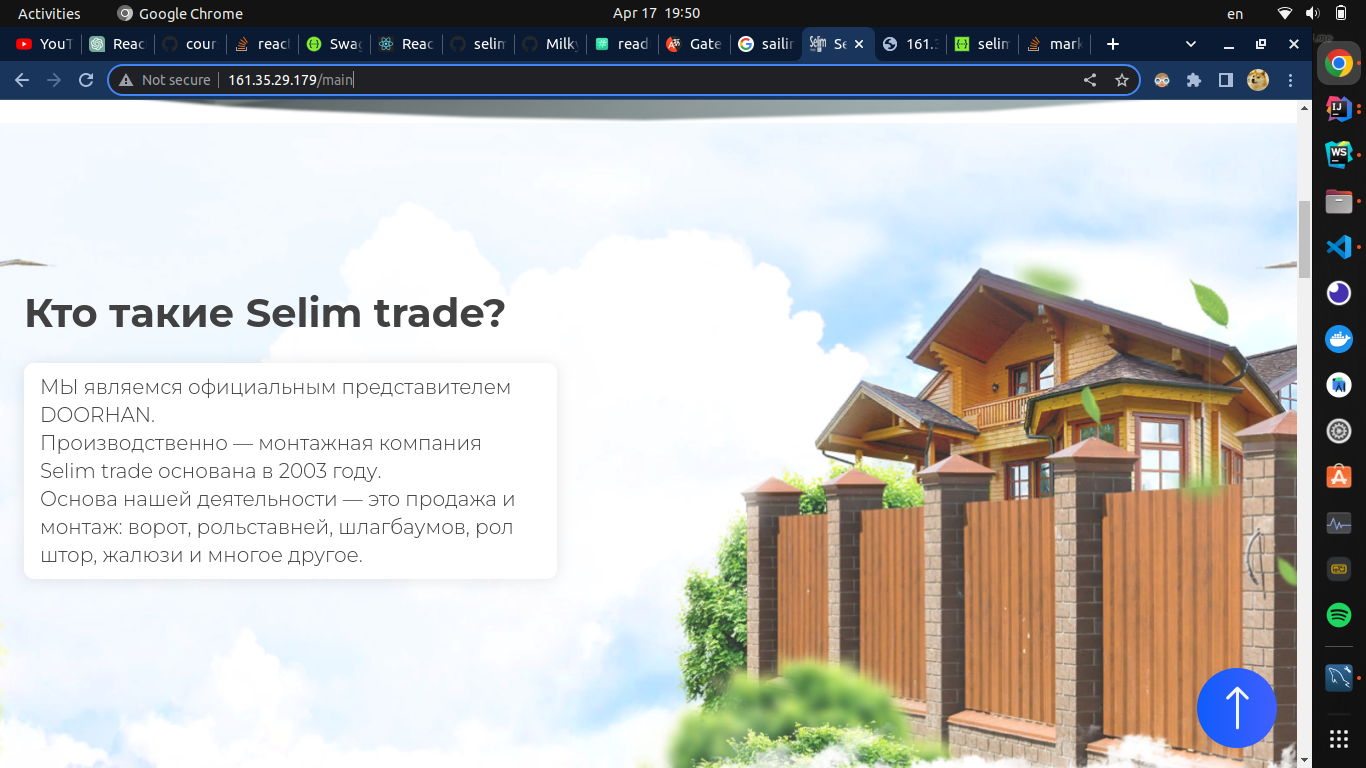 Activities
Google Chrome
Apr 17 19:50
en
YouT
Reac
cour
reac
Swag
Reac
selim
Milky
read
Gate
sailin
Se
161.3
selim
mark
Not secure
161.35.29.179/main
Кто такие Selim trade?
МЫ являемся официальным представителем
DOORHAN.
Производственно — монтажная компания
Selim trade основана в 2003 году.
Основа нашей деятельности — это продажа и
монтаж: ворот, рольставней, шлагбаумов, рол
штор, жалюзи и многое другое.